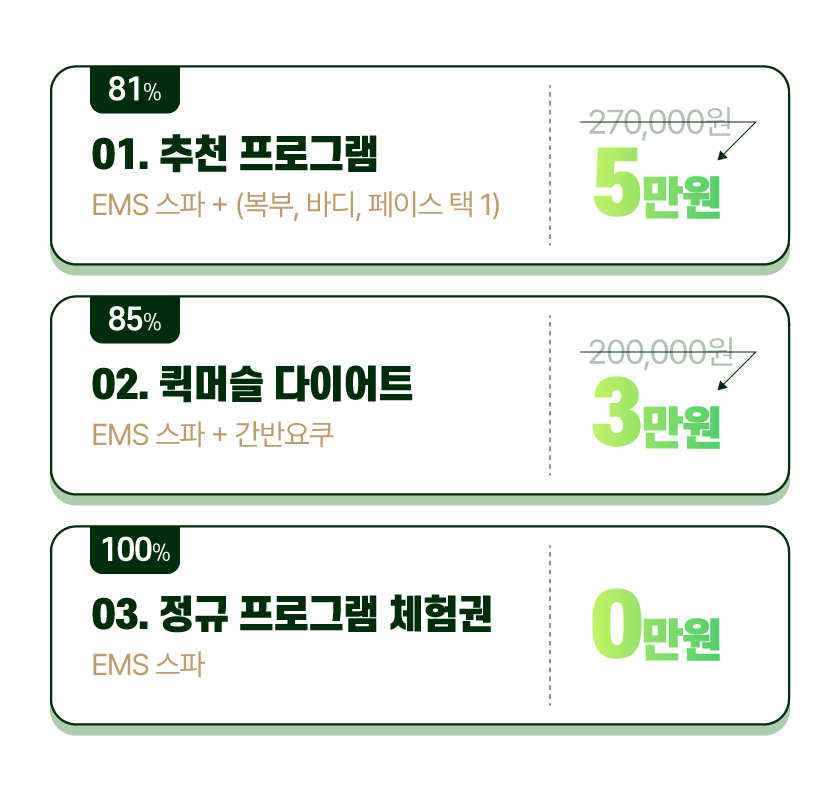 81%
01. 추천 프로그램
EMS 스파 + (복부, 바디, 페이스 택 1)
270,000원
5만원
85%
02. 퀵머슬 다이어트
EMS 스파 + 간반요쿠
200,000원
3만원
100%
03. 정규 프로그램 체험권
EMS 스파
0만원